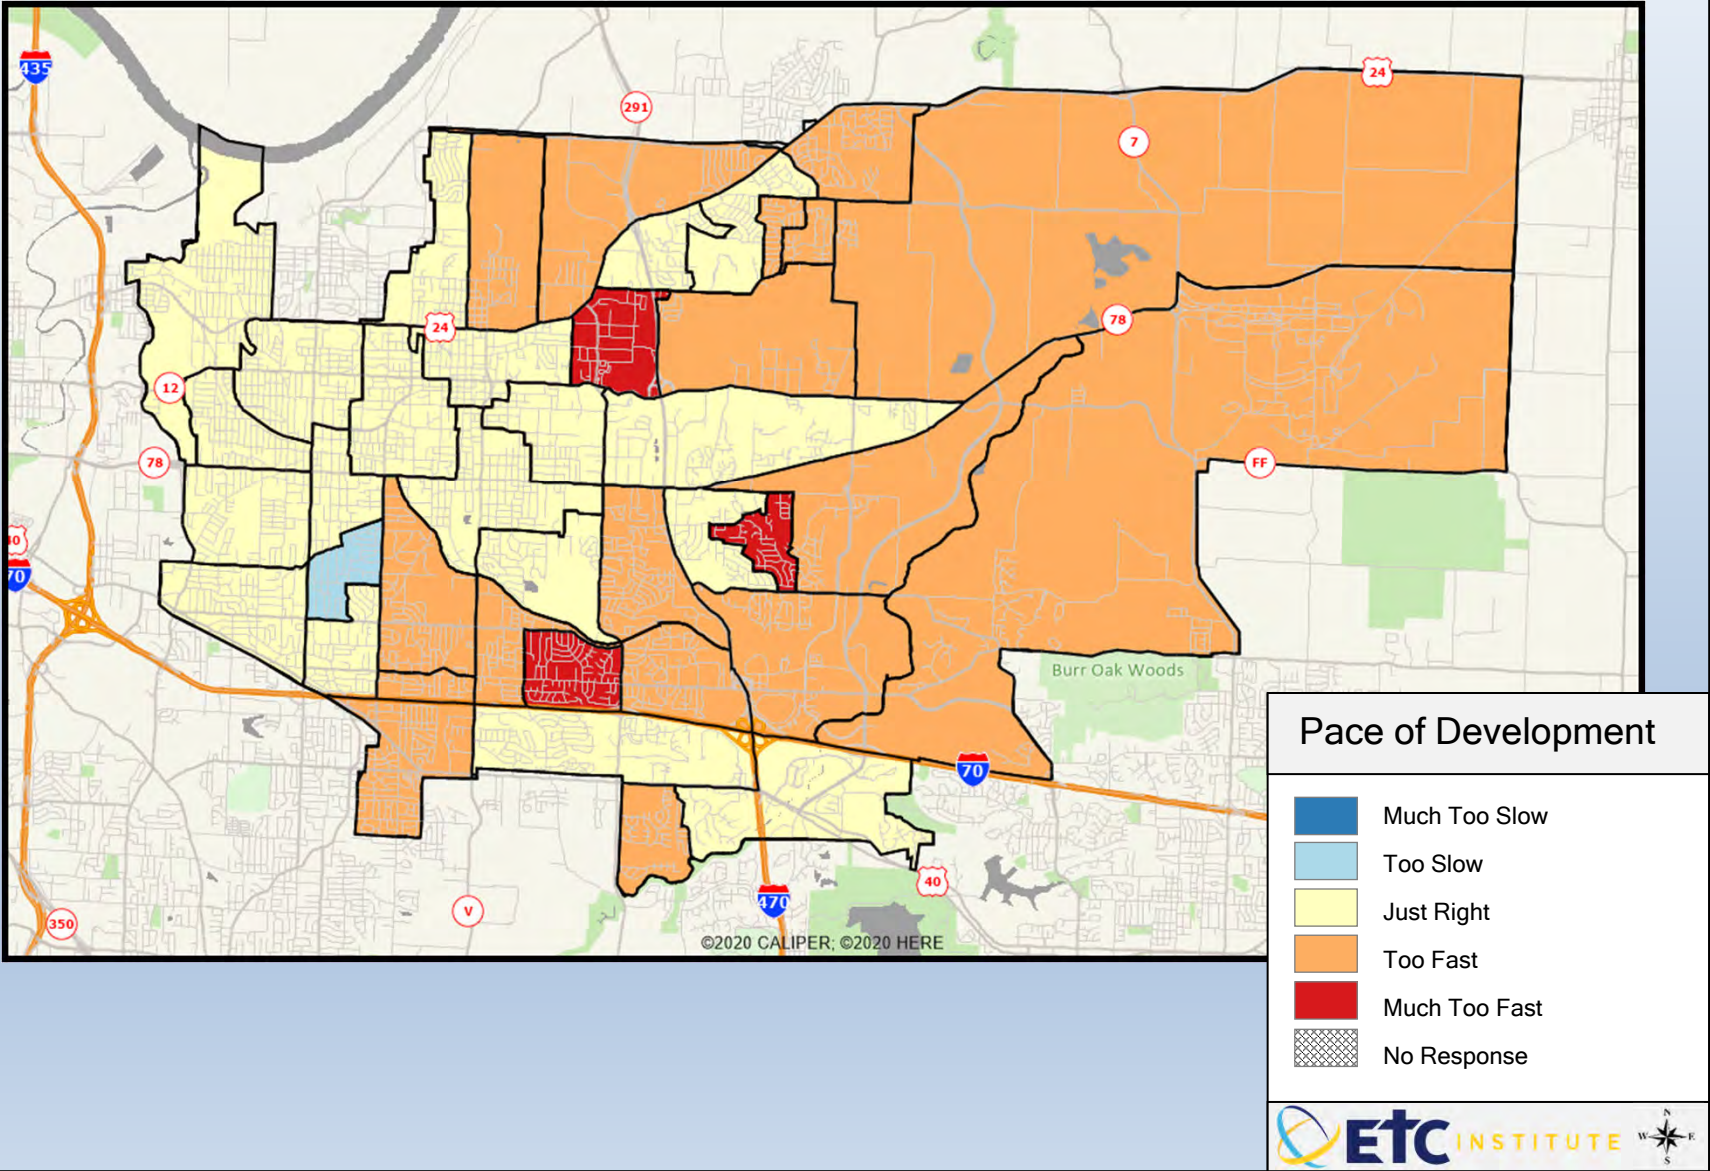 435
291
24
7
24
78
12
78
FF
40
70
Burr Oak Woods
70
40
470
V
350
©2020 CALIPER; ©2020 HERE
Pace of Development
Much Too Slow
Too Slow
Just Right
Too Fast
Much Too Fast
No Response
ETC INSTITUTE
N
W E
S